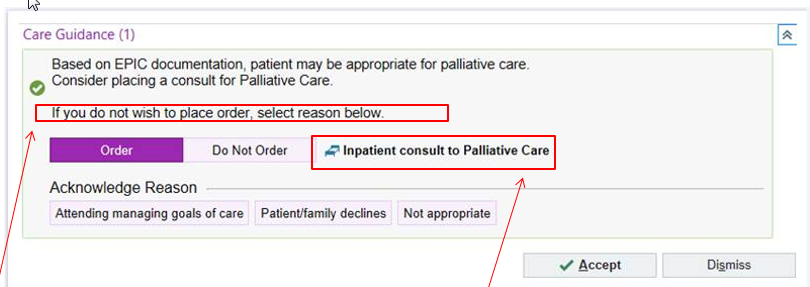 Care Guidance (1)
Based on EPIC documentation, patient may be appropriate for palliative care.
Consider placing a consult for Palliative Care.
If you do not wish to place order, select reason below.
Order Do Not Order Inpatient consult to Palliative Care
Acknowledge Reason
Attending managing goals of care Patient/family declines Not appropriate
Accept Dismiss